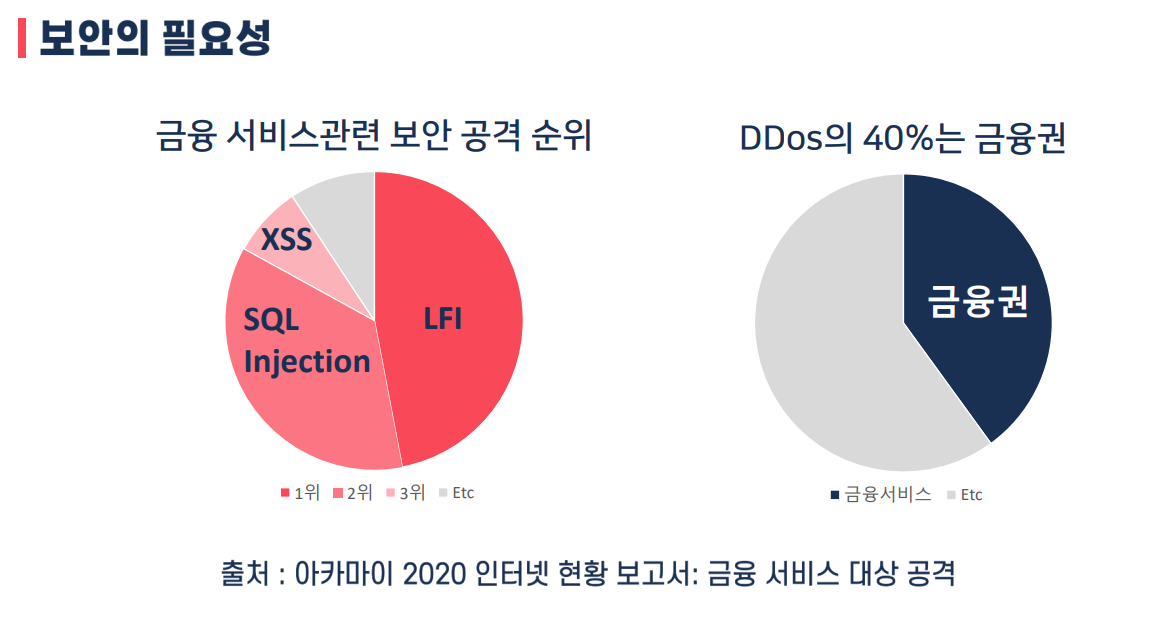 보안의 필요성
금융 서비스관련 보안 공격 순위
DDos의 40%는 금융권
XSS
SQL
Injection
LFI
금융권
1위 2위 3위 Etc
금융서비스 Etc
출처 : 아카마이 2020 인터넷 현황 보고서: 금융 서비스 대상 공격